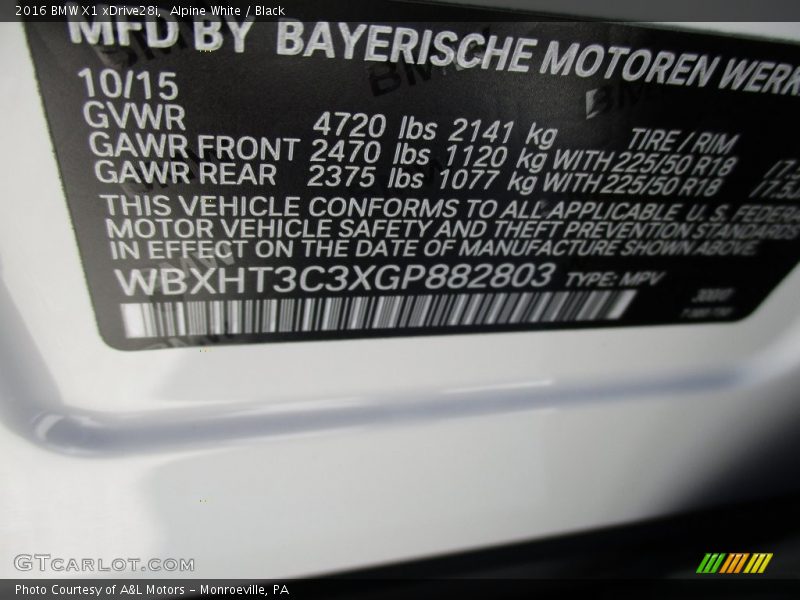 2016 BMW X1 xDrive28i, Alpine White / Black
MFD BY BAYERISCHE MOTOREN WERK
10/15
GVWR 4720 lbs 2141 kg TIRE / RIM
GAWR FRONT 2470 lbs 1120 kg WITH 225/50 R18
GAWR REAR 2375 lbs 1077 kg WITH 225/50 R18
THIS VEHICLE CONFORMS TO ALL APPLICABLE U.S. FEDERA
MOTOR VEHICLE SAFETY AND THEFT PREVENTION STANDARDS
IN EFFECT ON THE DATE OF MANUFACTURE SHOWN ABOVE.
WBXHT3C3XGP882803 TYPE: MPV
GTCARLOT.COM
Photo Courtesy of A&L Motors - Monroeville, PA